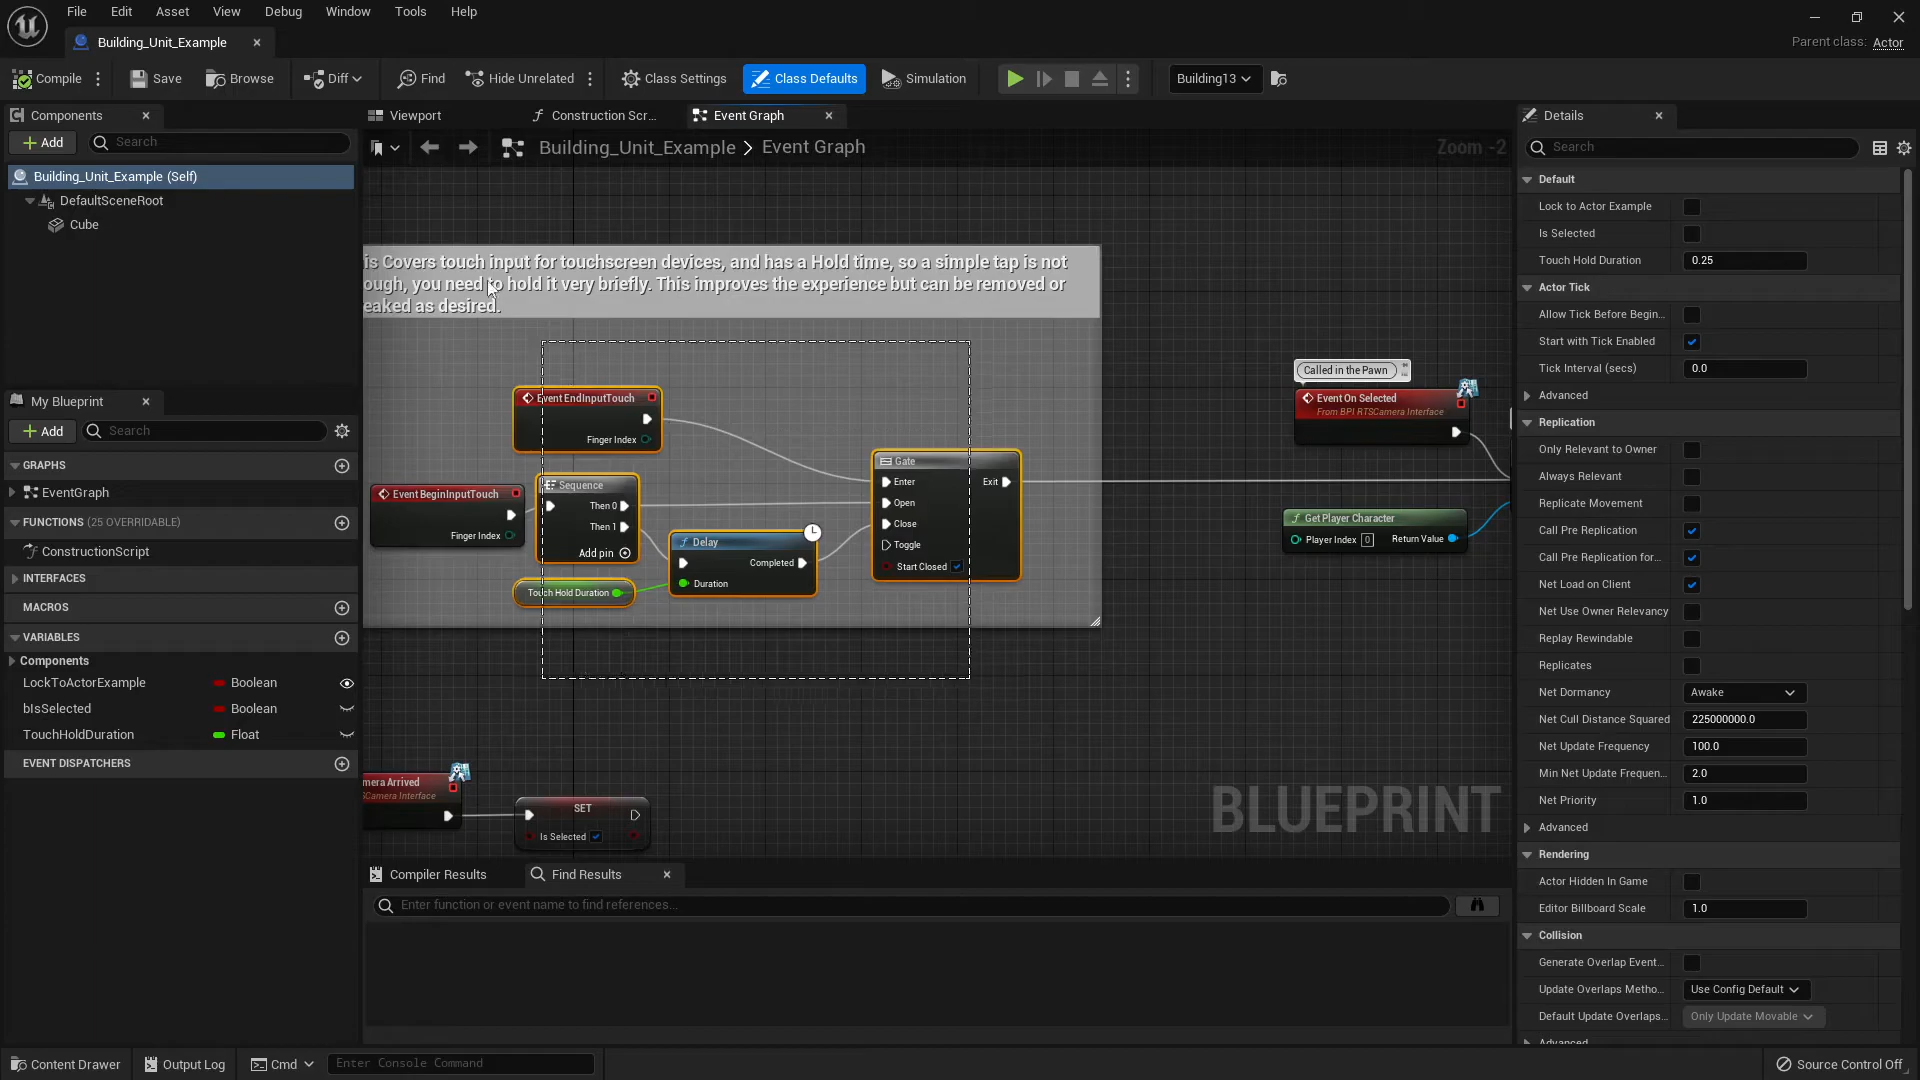 File Edit Asset View Debug Window Tools Help
Building_Unit_Example
Parent class: Actor
Compile Save Browse Diff Find Hide Unrelated Class Settings Class Defaults Simulation Building13
Components
Add Search
Building_Unit_Example (Self)
DefaultSceneRoot
Cube
My Blueprint
Add Search
GRAPHS
EventGraph
FUNCTIONS (25 OVERRIDABLE)
ConstructionScript
INTERFACES
MACROS
VARIABLES
Components
LockToActorExample Boolean
bIsSelected Boolean
TouchHoldDuration Float
EVENT DISPATCHERS
Viewport Construction Scr... Event Graph
Building_Unit_Example > Event Graph
Zoom -2
is Covers touch input for touchscreen devices, and has a Hold time, so a simple tap is not
ough, you need to hold it very briefly. This improves the experience but can be removed or
eaked as desired.
Event EndInputTouch
Finger Index
Event BeginInputTouch
Finger Index
Sequence
Then 0
Then 1
Add pin
Touch Hold Duration
Delay
Completed
Duration
Gate
Enter Exit
Open
Close
Toggle
Start Closed
Called in the Pawn
Event On Selected
From BPI RTSCamera Interface
Get Player Character
Player Index 0 Return Value
mera Arrived
SCamera Interface
SET
Is Selected
BLUEPRINT
Compiler Results Find Results
Enter function or event name to find references...
Details
Search
Default
Lock to Actor Example
Is Selected
Touch Hold Duration 0.25
Actor Tick
Allow Tick Before Begin...
Start with Tick Enabled
Tick Interval (secs) 0.0
Advanced
Replication
Only Relevant to Owner
Always Relevant
Replicate Movement
Call Pre Replication
Call Pre Replication for...
Net Load on Client
Net Use Owner Relevancy
Replay Rewindable
Replicates
Net Dormancy Awake
Net Cull Distance Squared 225000000.0
Net Update Frequency 100.0
Min Net Update Frequen... 2.0
Net Priority 1.0
Advanced
Rendering
Actor Hidden In Game
Editor Billboard Scale 1.0
Collision
Generate Overlap Event...
Update Overlaps Metho... Use Config Default
Default Update Overlaps... Only Update Movable
Advanced
Content Drawer Output Log Cmd Enter Console Command Source Control Off